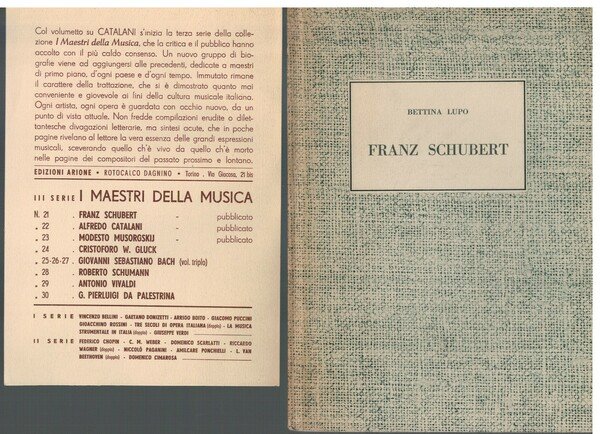 Col volumetto su CATALANI s'inizia la terza serie della colle-
zione I Maestri della Musica, che la critica e il pubblica hanno
accolto con il più caldo consenso. Un nuovo gruppo di bio-
grafie viene ad aggiungersi alle precedenti, dedicate a maestri
di primo piano, d'ogni paese e d'ogni tempo. Immutato rimane
il carattere della trattazione, che si è dimostrato quanto mai
conveniente e giovevole ai fini della cultura musicale italiana.
Ogni artista, ogni opera è guardata con occhio nuovo, da un
punto di vista attuale. Non fredde compilazioni erudite o dilet-
tantesche divagazioni letterarie, ma sintesi acute, che in poche
pagine rivelano al lettore la vera essenza delle grandi espressioni
musicali, sceverando quello ch'è vivo da quello ch'è morto
nelle pagine dei compositori del passato prossimo e lontano.
EDIZIONI ARIONE • ROTOCALCO DAGNINO • Torino . Via Giacosa, 21 bis
III SERIE I MAESTRI DELLA MUSICA
N. 21 . FRANZ SCHUBERT - pubblicato
. 22 . ALFREDO CATALANI - pubblicato
. 23 . MODESTO MUSORGSKIJ - pubblicato
. 24 . CRISTOFORO W. GLUCK - pubblicato
. 25-26-27 . GIOVANNI SEBASTIANO BACH (vol. triplo)
. 28 . ROBERTO SCHUMANN
. 29 . ANTONIO VIVALDI
. 30 . G. PIERLUIGI DA PALESTRINA
I SERIE VINCENZO BELLINI - GAETANO DONIZETTI - ARRIGO BOITO - GIACOMO PUCCINI
GIOACCHINO ROSSINI - TRE SECOLI DI OPERA ITALIANA (doppio) - LA MUSICA
STRUMENTALE IN ITALIA (doppio) - GIUSEPPE VERDI
II SERIE FEDERICO CHOPIN - C. M. WEBER - DOMENICO SCARLATTI - RICCARDO
WAGNER (doppio) - NICCOLÒ PAGANINI - AMILCARE PONCHIELLI - L. VAN
BEETHOVEN (doppio) - DOMENICO CIMAROSA
BETTINA LUPO
FRANZ SCHUBERT